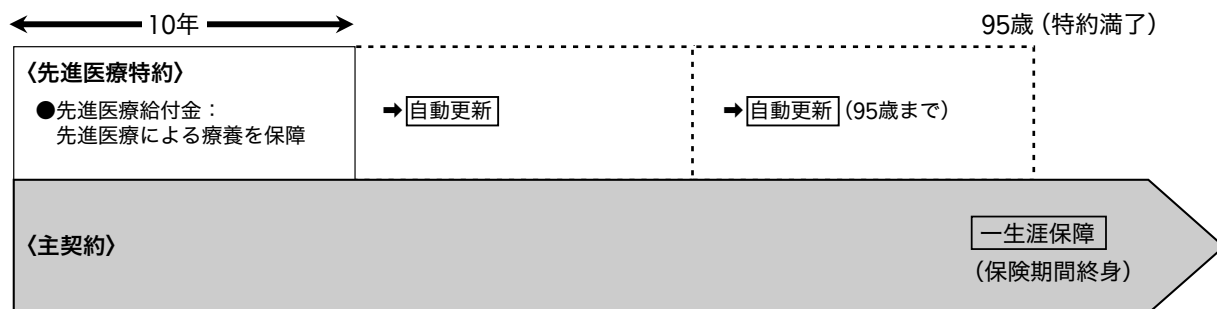 10年
95歳(特約満了)
〈先進医療特約〉
●先進医療給付金：
先進医療による療養を保障
➡自動更新
➡自動更新(95歳まで)
〈主契約〉
一生涯保障
(保険期間終身)